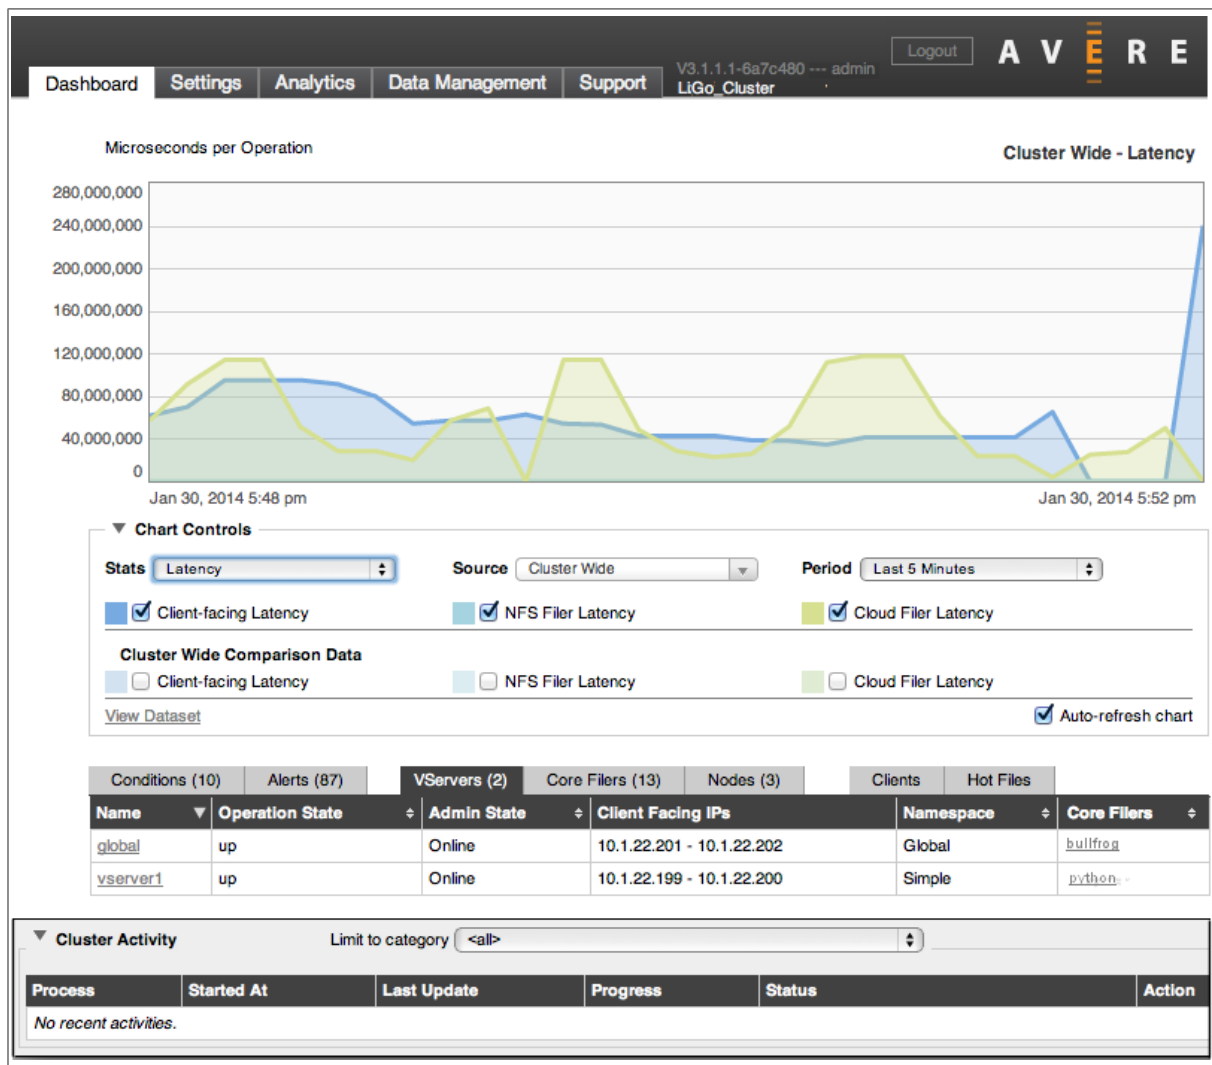 Logout
AVERE
V3.1.1.1-6a7c480 --- admin
Dashboard Settings Analytics Data Management Support LiGo_Cluster
Microseconds per Operation
Cluster Wide - Latency
280,000,000
240,000,000
200,000,000
160,000,000
120,000,000
80,000,000
40,000,000
0
Jan 30, 2014 5:48 pm Jan 30, 2014 5:52 pm
Chart Controls
Stats Latency Source Cluster Wide Period Last 5 Minutes
Client-facing Latency NFS Filer Latency Cloud Filer Latency
Cluster Wide Comparison Data
Client-facing Latency NFS Filer Latency Cloud Filer Latency
View Dataset Auto-refresh chart
Conditions (10) Alerts (87) VServers (2) Core Filers (13) Nodes (3) Clients Hot Files
Name Operation State Admin State Client Facing IPs Namespace Core Filers
global up Online 10.1.22.201 - 10.1.22.202 Global bullfrog
vserver1 up Online 10.1.22.199 - 10.1.22.200 Simple python
Cluster Activity Limit to category <all>
Process Started At Last Update Progress Status Action
No recent activities.